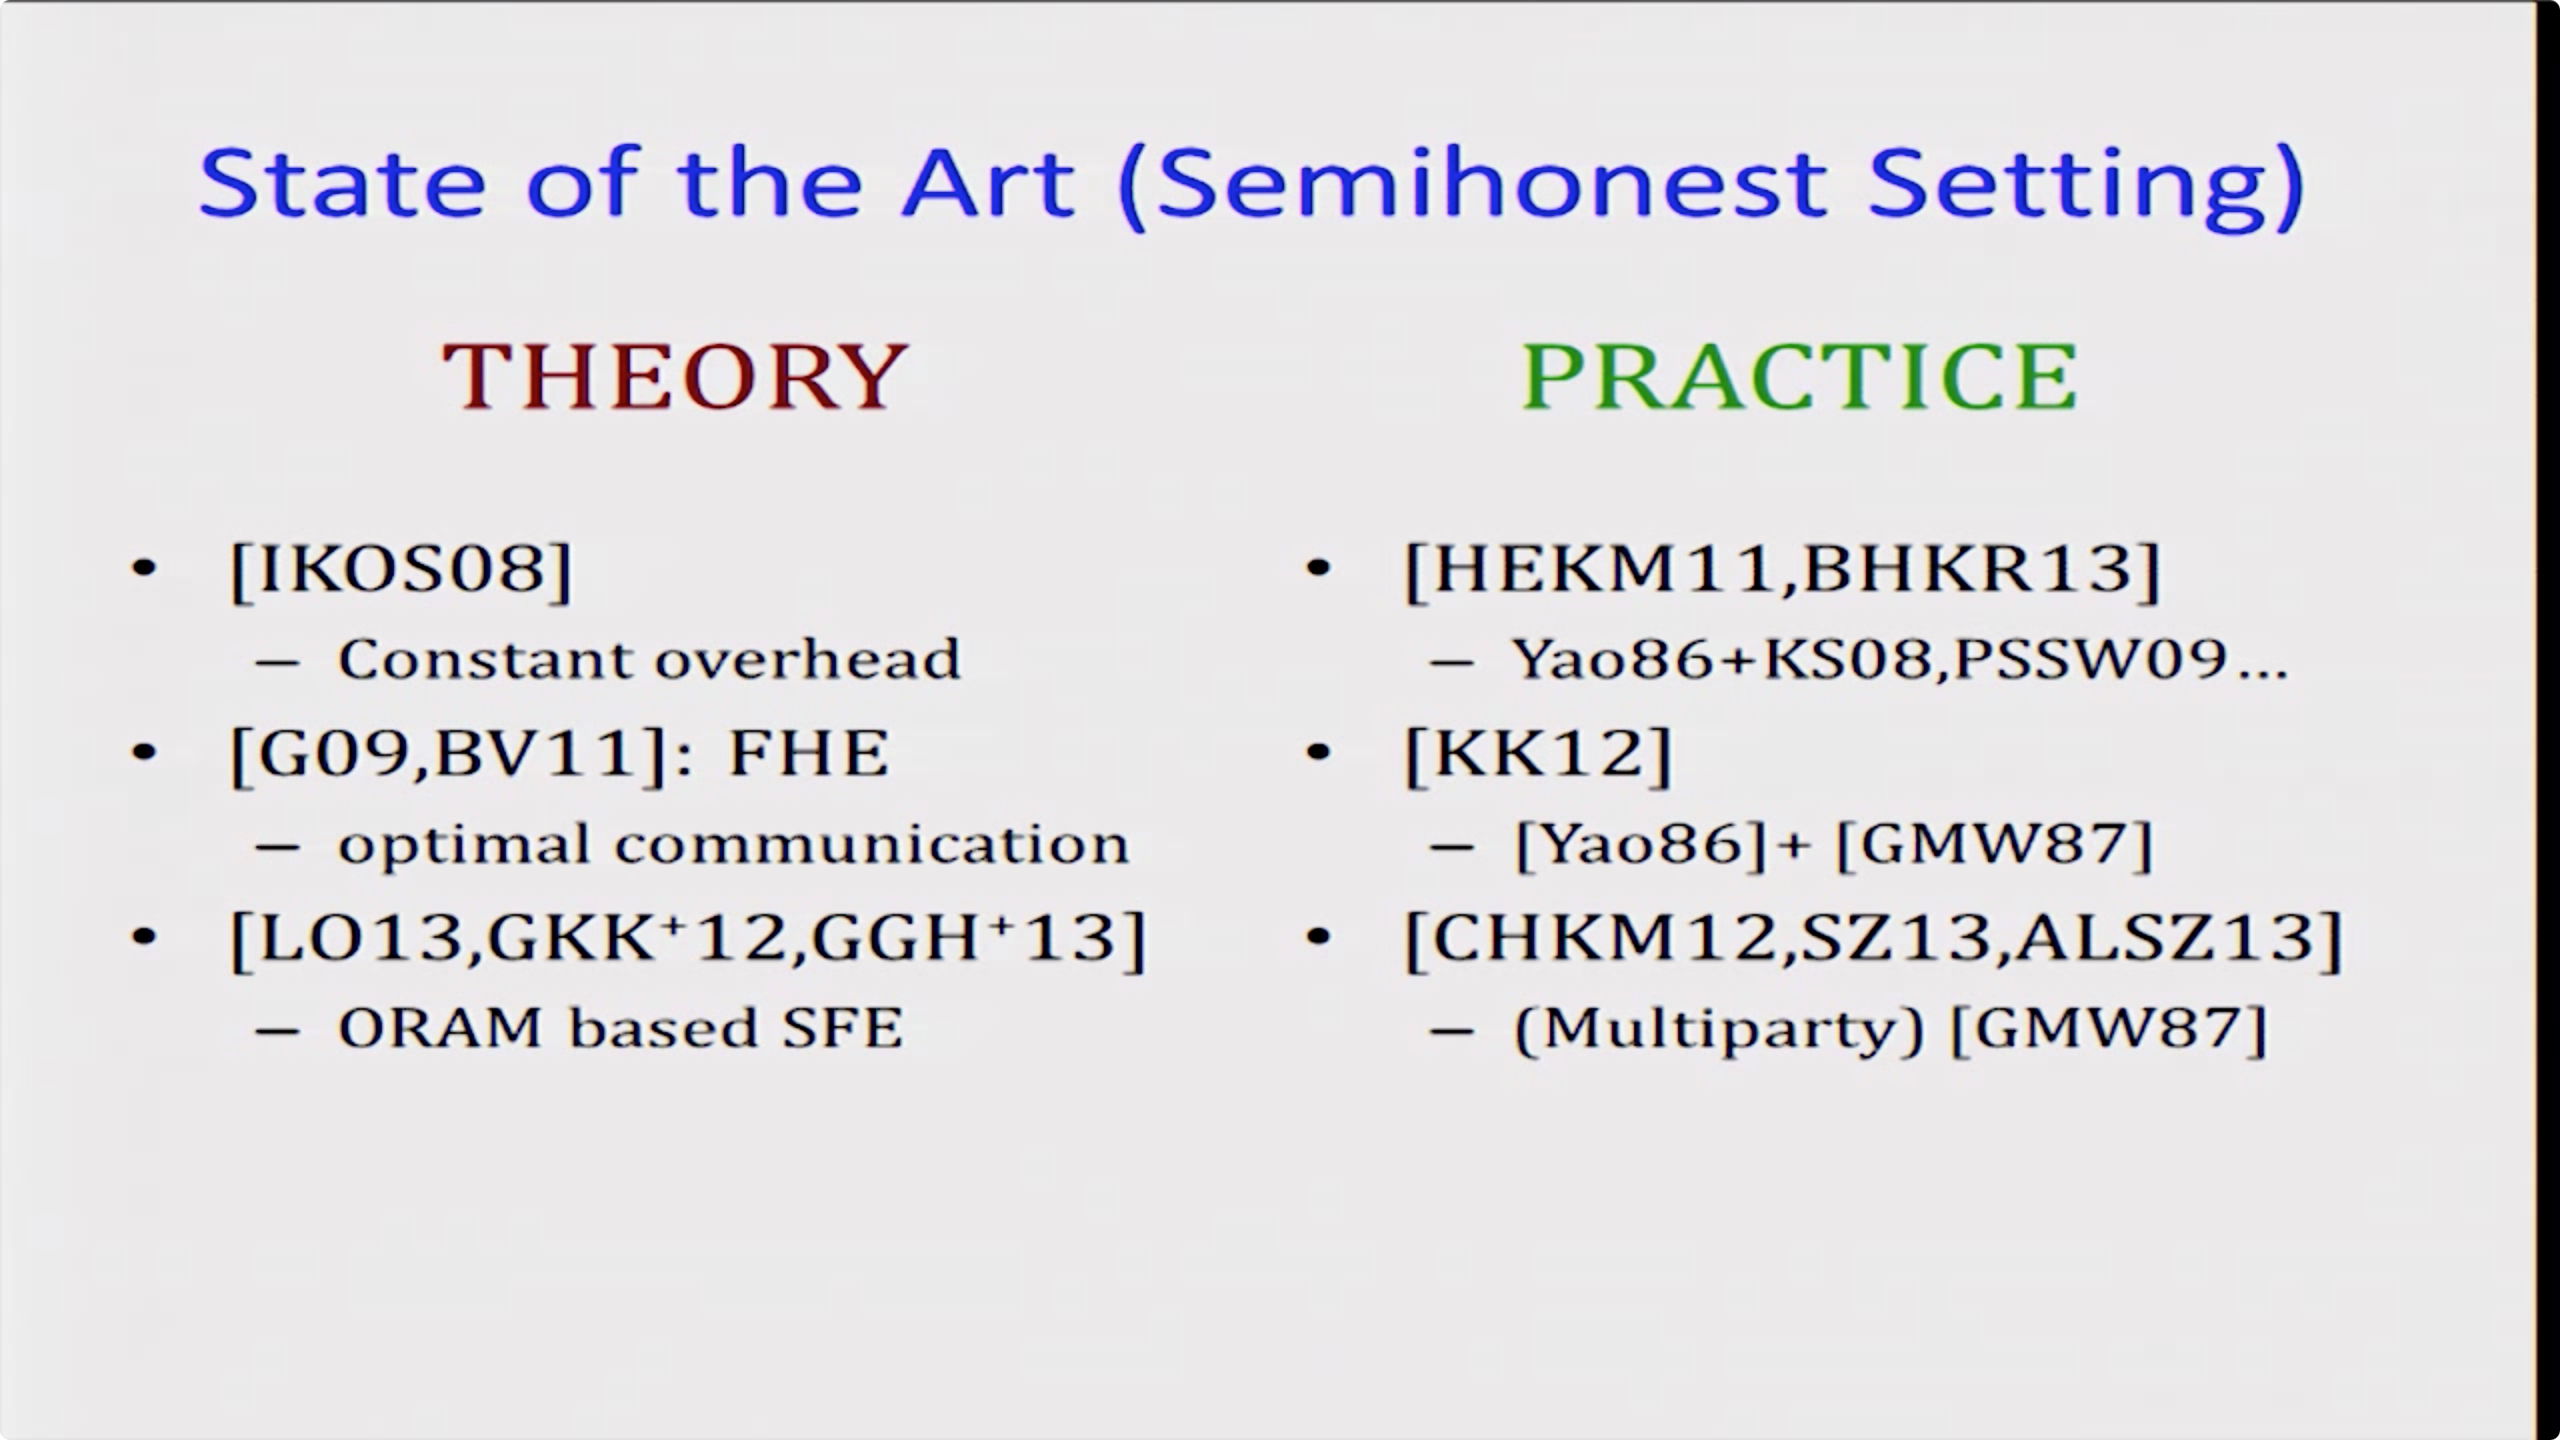 State of the Art (Semihonest Setting)
THEORY
• [IKOS08]
– Constant overhead
• [G09,BV11]: FHE
– optimal communication
• [LO13,GKK⁺12,GGH⁺13]
– ORAM based SFE
PRACTICE
• [HEKM11,BHKR13]
– Yao86+KS08,PSSW09...
• [KK12]
– [Yao86]+ [GMW87]
• [CHKM12,SZ13,ALSZ13]
– (Multiparty) [GMW87]